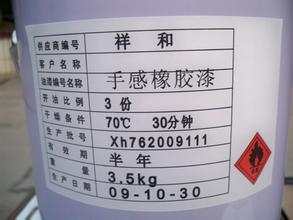 供应商编号 祥和
客户名称
油漆编号名称 手感橡胶漆
开油比例 3 份
干燥条件 70℃ 30分钟
生产批号 Xh762009111
有效期 半年
重量 3.5kg
生产日期 09-10-30